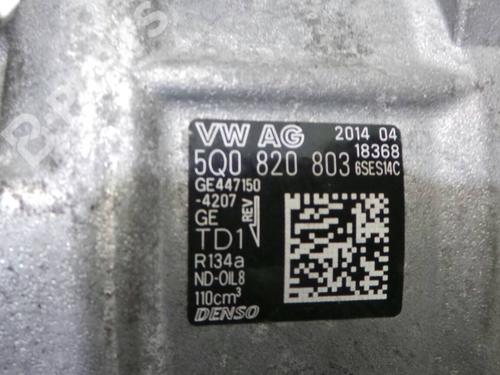 VW AG 2014 04
5Q0 820 803 18368
6SES14C
GE447150
-4207
GE REV
TD1
R134a
ND-OIL8
110cm³
DENSO